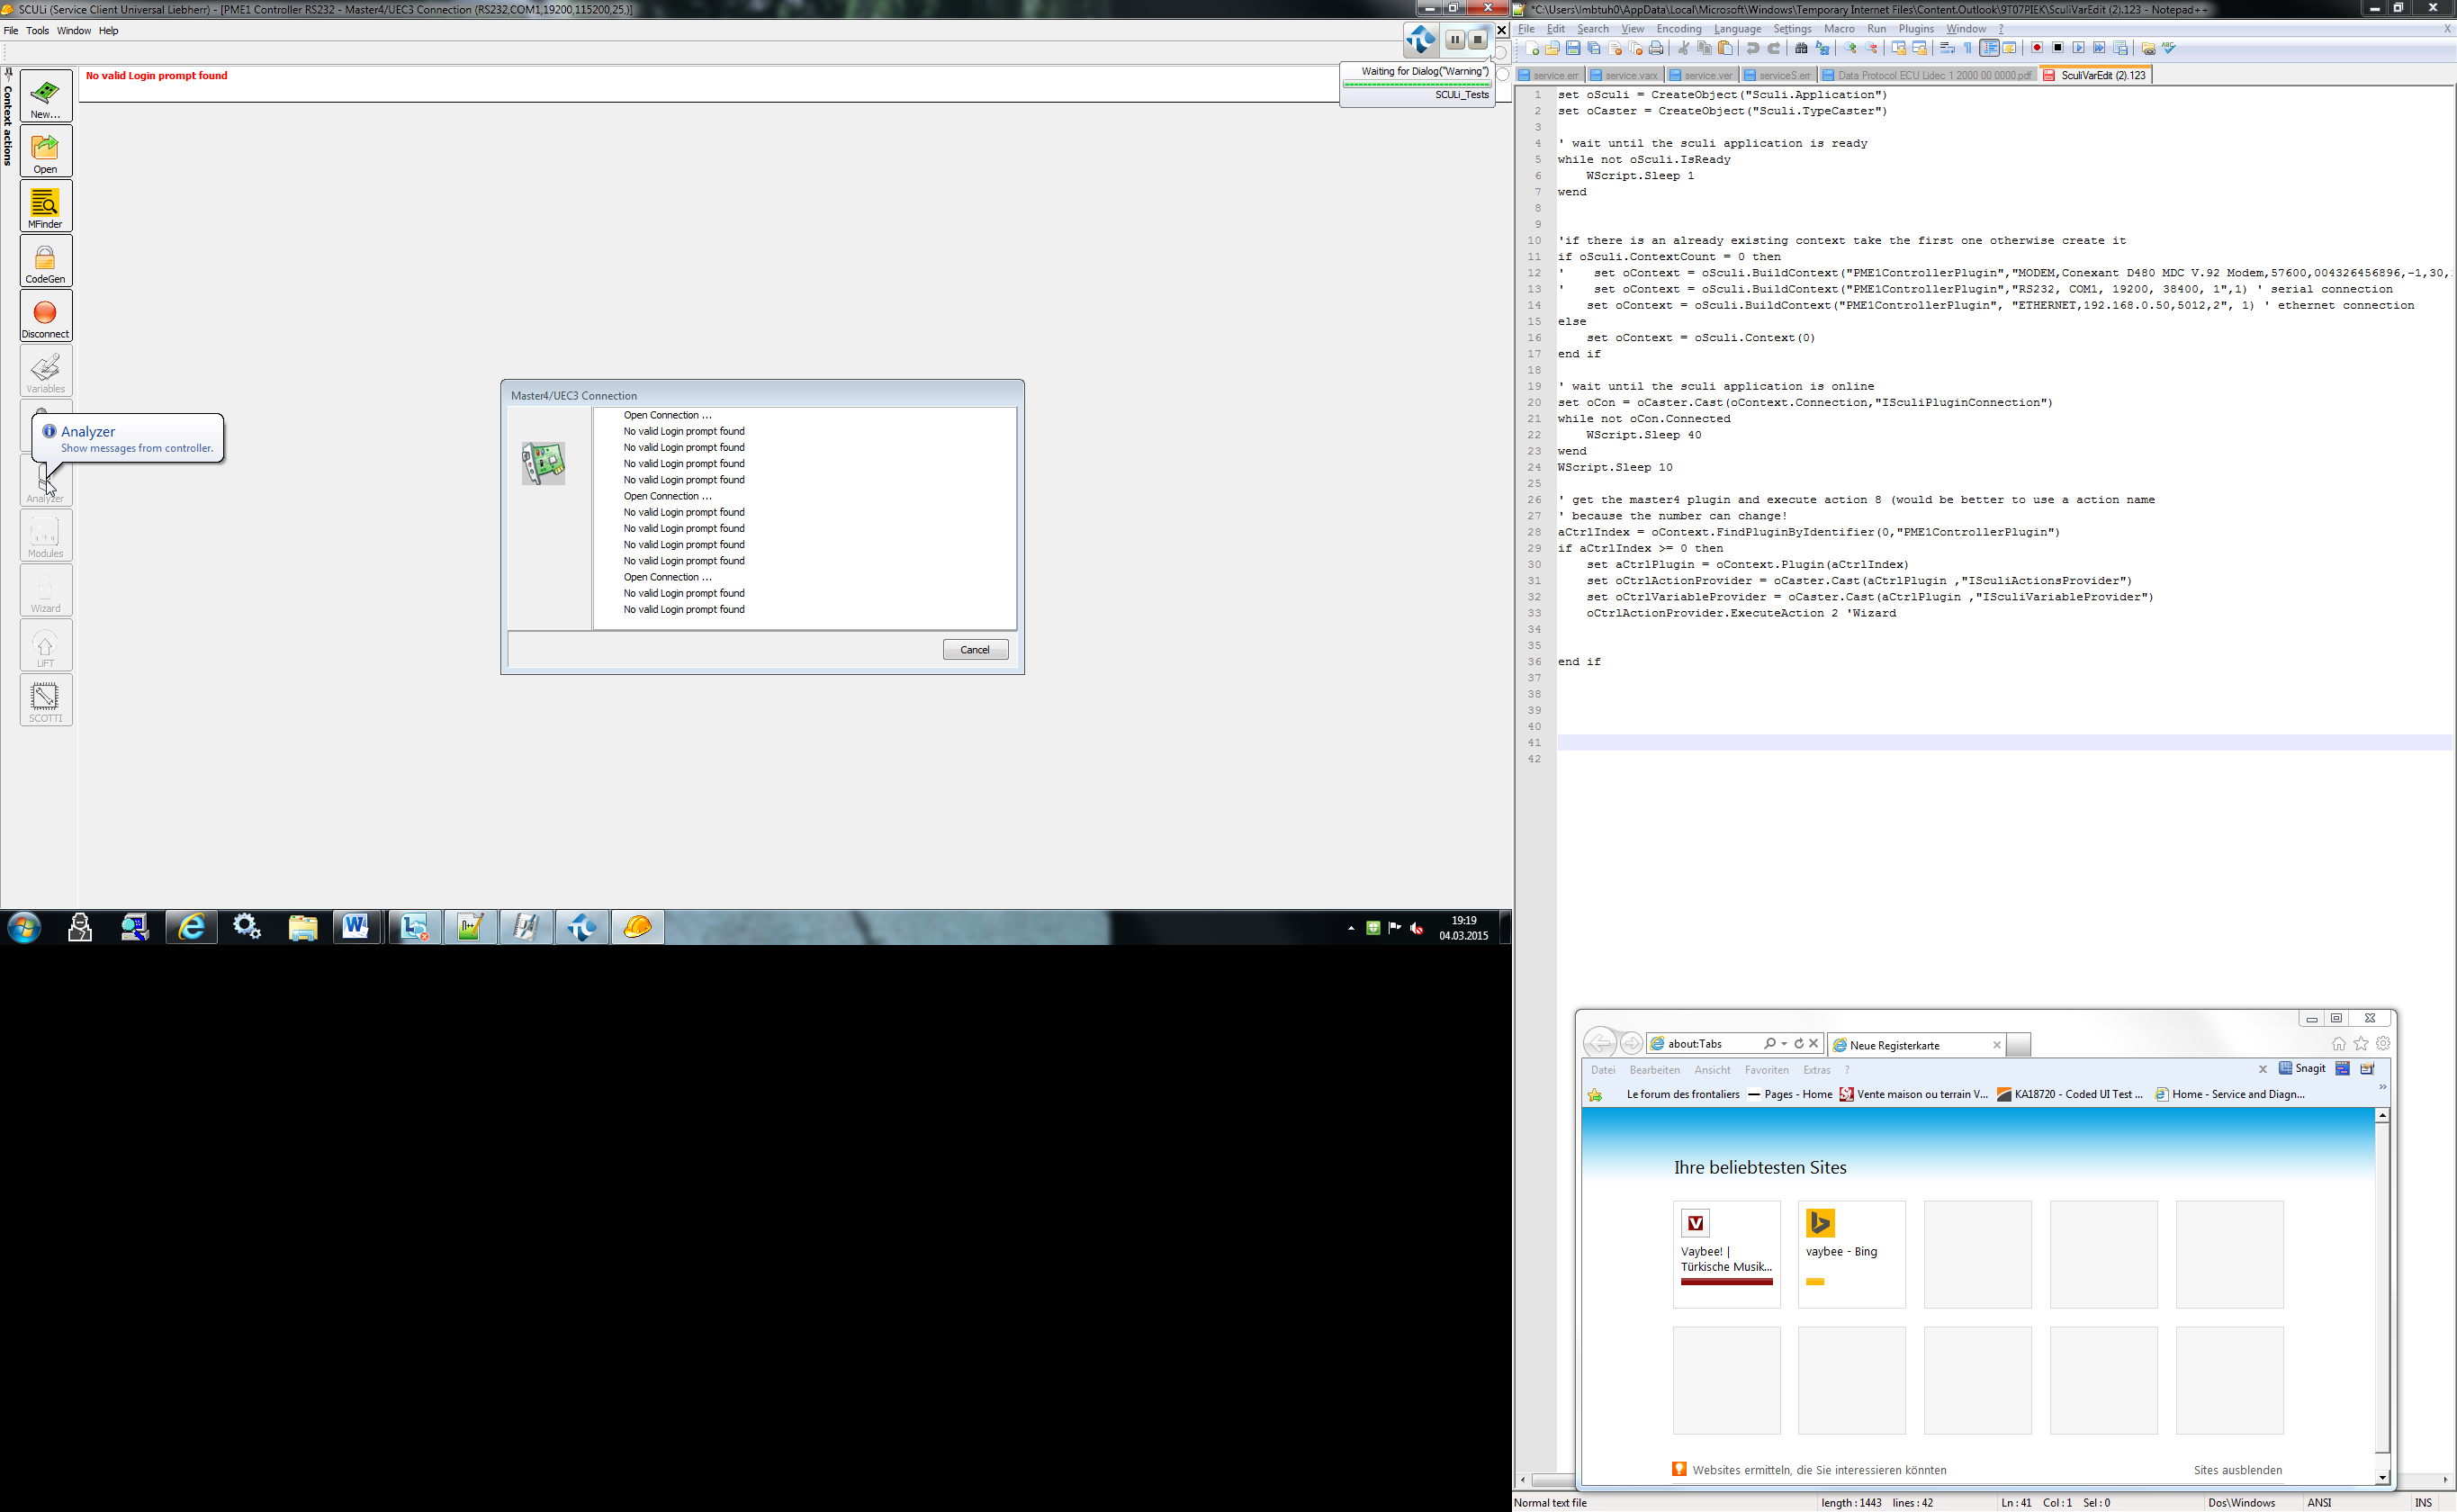 SCULi (Service Client Universal Liebherr) - [PME1 Controller RS232 - Master4/UEC3 Connection (RS232,COM1,19200,115200,25,)]
File Tools Window Help
Context actions
New...
Open
MFinder
CodeGen
Disconnect
Variables
Analyzer
Show messages from controller.
Analyzer
Modules
Wizard
LiFT
SCOTTI
No valid Login prompt found
Waiting for Dialog("Warning")
SCULi_Tests
Master4/UEC3 Connection
Open Connection ...
No valid Login prompt found
No valid Login prompt found
No valid Login prompt found
No valid Login prompt found
Open Connection ...
No valid Login prompt found
No valid Login prompt found
No valid Login prompt found
No valid Login prompt found
Open Connection ...
No valid Login prompt found
No valid Login prompt found
Cancel
19:19
04.03.2015
*C:\Users\lmbtuh0\AppData\Local\Microsoft\Windows\Temporary Internet Files\Content.Outlook\9T07PIEK\SculiVarEdit (2).123 - Notepad++
File Edit Search View Encoding Language Settings Macro Run Plugins Window ? X
service.err service.varx service.ver serviceS.err Data Protocol ECU Lidec 1 2000 00 0000.pdf SculiVarEdit (2).123
1 set oSculi = CreateObject("Sculi.Application")
2 set oCaster = CreateObject("Sculi.TypeCaster")
3
4 ' wait until the sculi application is ready
5 while not oSculi.IsReady
6 WScript.Sleep 1
7 wend
8
9
10 'if there is an already existing context take the first one otherwise create it
11 if oSculi.ContextCount = 0 then
12 ' set oContext = oSculi.BuildContext("PME1ControllerPlugin","MODEM,Conexant D480 MDC V.92 Modem,57600,004326456896,-1,30,
13 ' set oContext = oSculi.BuildContext("PME1ControllerPlugin","RS232, COM1, 19200, 38400, 1",1) ' serial connection
14 set oContext = oSculi.BuildContext("PME1ControllerPlugin", "ETHERNET,192.168.0.50,5012,2", 1) ' ethernet connection
15 else
16 set oContext = oSculi.Context(0)
17 end if
18
19 ' wait until the sculi application is online
20 set oCon = oCaster.Cast(oContext.Connection,"ISculiPluginConnection")
21 while not oCon.Connected
22 WScript.Sleep 40
23 wend
24 WScript.Sleep 10
25
26 ' get the master4 plugin and execute action 8 (would be better to use a action name
27 ' because the number can change!
28 aCtrlIndex = oContext.FindPluginByIdentifier(0,"PME1ControllerPlugin")
29 if aCtrlIndex >= 0 then
30 set aCtrlPlugin = oContext.Plugin(aCtrlIndex)
31 set oCtrlActionProvider = oCaster.Cast(aCtrlPlugin ,"ISculiActionsProvider")
32 set oCtrlVariableProvider = oCaster.Cast(aCtrlPlugin ,"ISculiVariableProvider")
33 oCtrlActionProvider.ExecuteAction 2 'Wizard
34
35
36 end if
37
38
39
40
41
42
about:Tabs
Neue Registerkarte
Datei Bearbeiten Ansicht Favoriten Extras ?
x Snagit
Le forum des frontaliers Pages - Home Vente maison ou terrain V... KA18720 - Coded UI Test ... Home - Service and Diagn...
Ihre beliebtesten Sites
Vaybee! |
Türkische Musik...
vaybee - Bing
Websites ermitteln, die Sie interessieren könnten
Sites ausblenden
Normal text file length : 1443 lines : 42 Ln : 41 Col : 1 Sel : 0 Dos\Windows ANSI INS